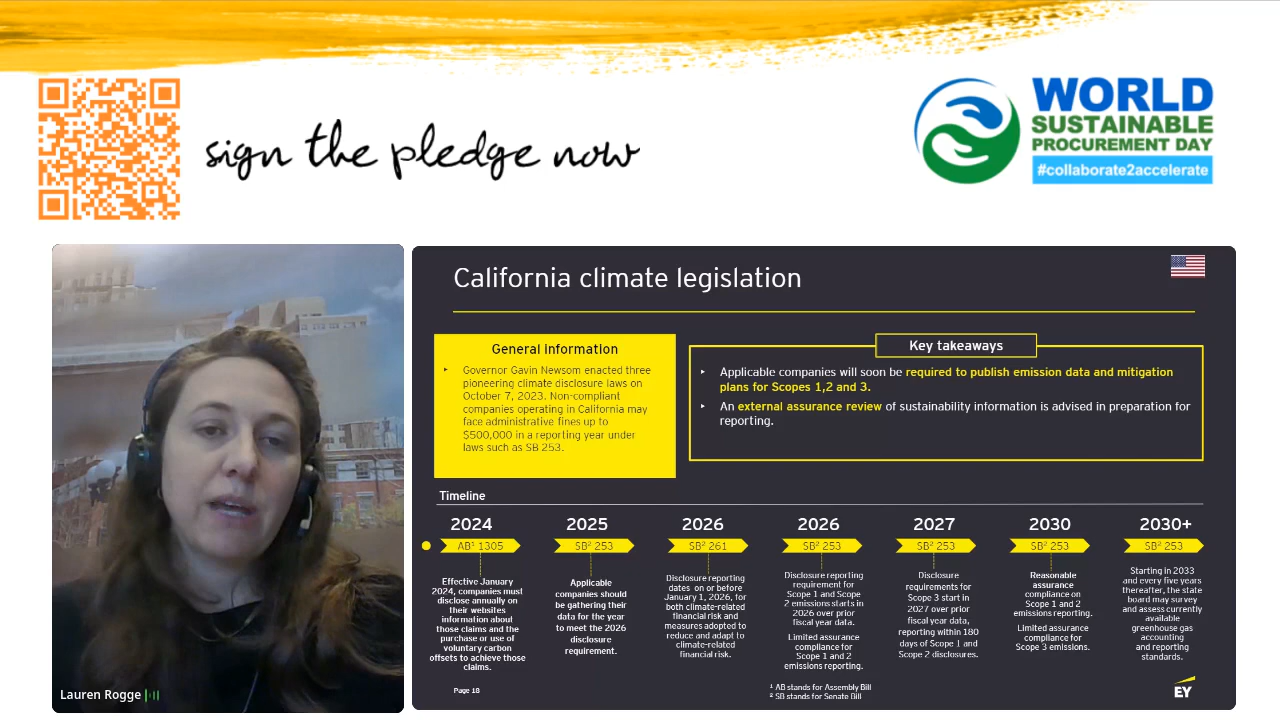 sign the pledge now
WORLD
SUSTAINABLE
PROCUREMENT DAY
#collaborate2accelerate
Lauren Rogge
California climate legislation
General information
‣ Governor Gavin Newsom enacted three
pioneering climate disclosure laws on
October 7, 2023. Non-compliant
companies operating in California may
face administrative fines up to
$500,000 in a reporting year under
laws such as SB 253.
Key takeaways
‣ Applicable companies will soon be required to publish emission data and mitigation
plans for Scopes 1,2 and 3.
‣ An external assurance review of sustainability information is advised in preparation for
reporting.
Timeline
2024
AB¹ 1305
Effective January
2024, companies must
disclose annually on
their websites
information about
those claims and the
purchase or use of
voluntary carbon
offsets to achieve those
claims.
2025
SB² 253
Applicable
companies should
be gathering their
data for the year
to meet the 2026
disclosure
requirement.
2026
SB² 261
Disclosure reporting
dates on or before
January 1, 2026, for
both climate-related
financial risk and
measures adopted to
reduce and adapt to
climate-related
financial risk.
2026
SB² 253
Disclosure reporting
requirement for
Scope 1 and Scope
2 emissions starts in
2026 over prior
fiscal year data.
Limited assurance
compliance for
Scope 1 and 2
emissions reporting.
2027
SB² 253
Disclosure
requirements for
Scope 3 start in
2027 over prior
fiscal year data,
reporting within 180
days of Scope 1 and
Scope 2 disclosures.
2030
SB² 253
Reasonable
assurance
compliance on
Scope 1 and 2
emissions reporting.
Limited assurance
compliance for
Scope 3 emissions.
2030+
SB² 253
Starting in 2033
and every five years
thereafter, the state
board may survey
and assess currently
available
greenhouse gas
accounting
and reporting
standards.
Page 18
¹ AB stands for Assembly Bill
² SB stands for Senate Bill
EY